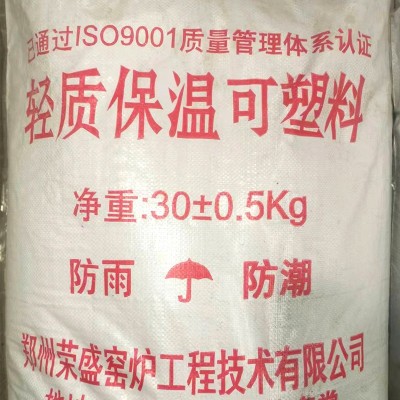 已通过ISO9001质量管理体系认证
轻质保温可塑料
净重:30±0.5Kg
防雨 防潮
郑州荣盛窑炉工程技术有限公司